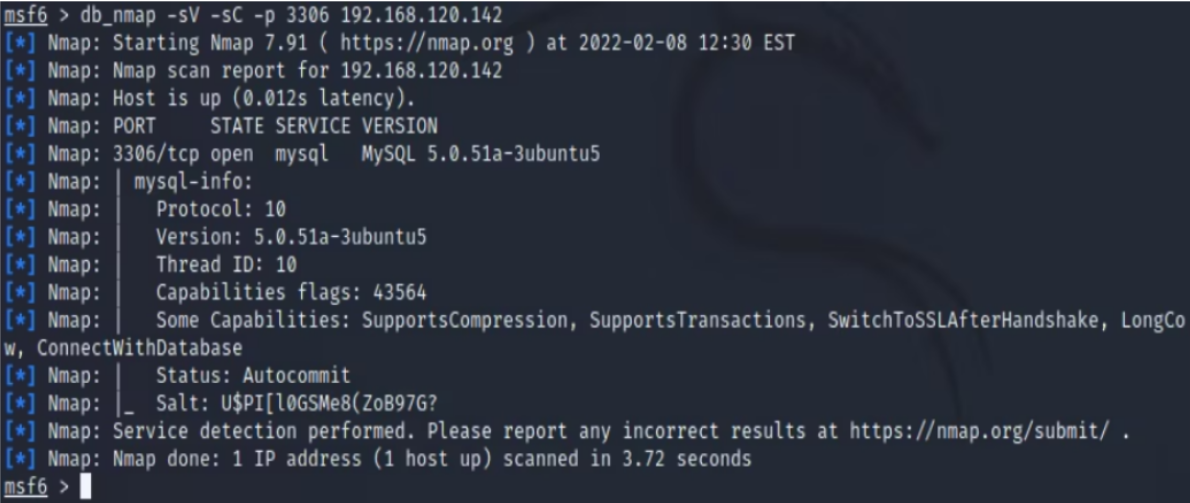 msf6 > db_nmap -sV -sC -p 3306 192.168.120.142
[*] Nmap: Starting Nmap 7.91 ( https://nmap.org ) at 2022-02-08 12:30 EST
[*] Nmap: Nmap scan report for 192.168.120.142
[*] Nmap: Host is up (0.012s latency).
[*] Nmap: PORT     STATE SERVICE VERSION
[*] Nmap: 3306/tcp open  mysql   MySQL 5.0.51a-3ubuntu5
[*] Nmap: | mysql-info:
[*] Nmap: |   Protocol: 10
[*] Nmap: |   Version: 5.0.51a-3ubuntu5
[*] Nmap: |   Thread ID: 10
[*] Nmap: |   Capabilities flags: 43564
[*] Nmap: |   Some Capabilities: SupportsCompression, SupportsTransactions, SwitchToSSLAfterHandshake, LongCo
w, ConnectWithDatabase
[*] Nmap: |   Status: Autocommit
[*] Nmap: |_  Salt: U$PI[l0GSMe8(ZoB97G?
[*] Nmap: Service detection performed. Please report any incorrect results at https://nmap.org/submit/ .
[*] Nmap: Nmap done: 1 IP address (1 host up) scanned in 3.72 seconds
msf6 >